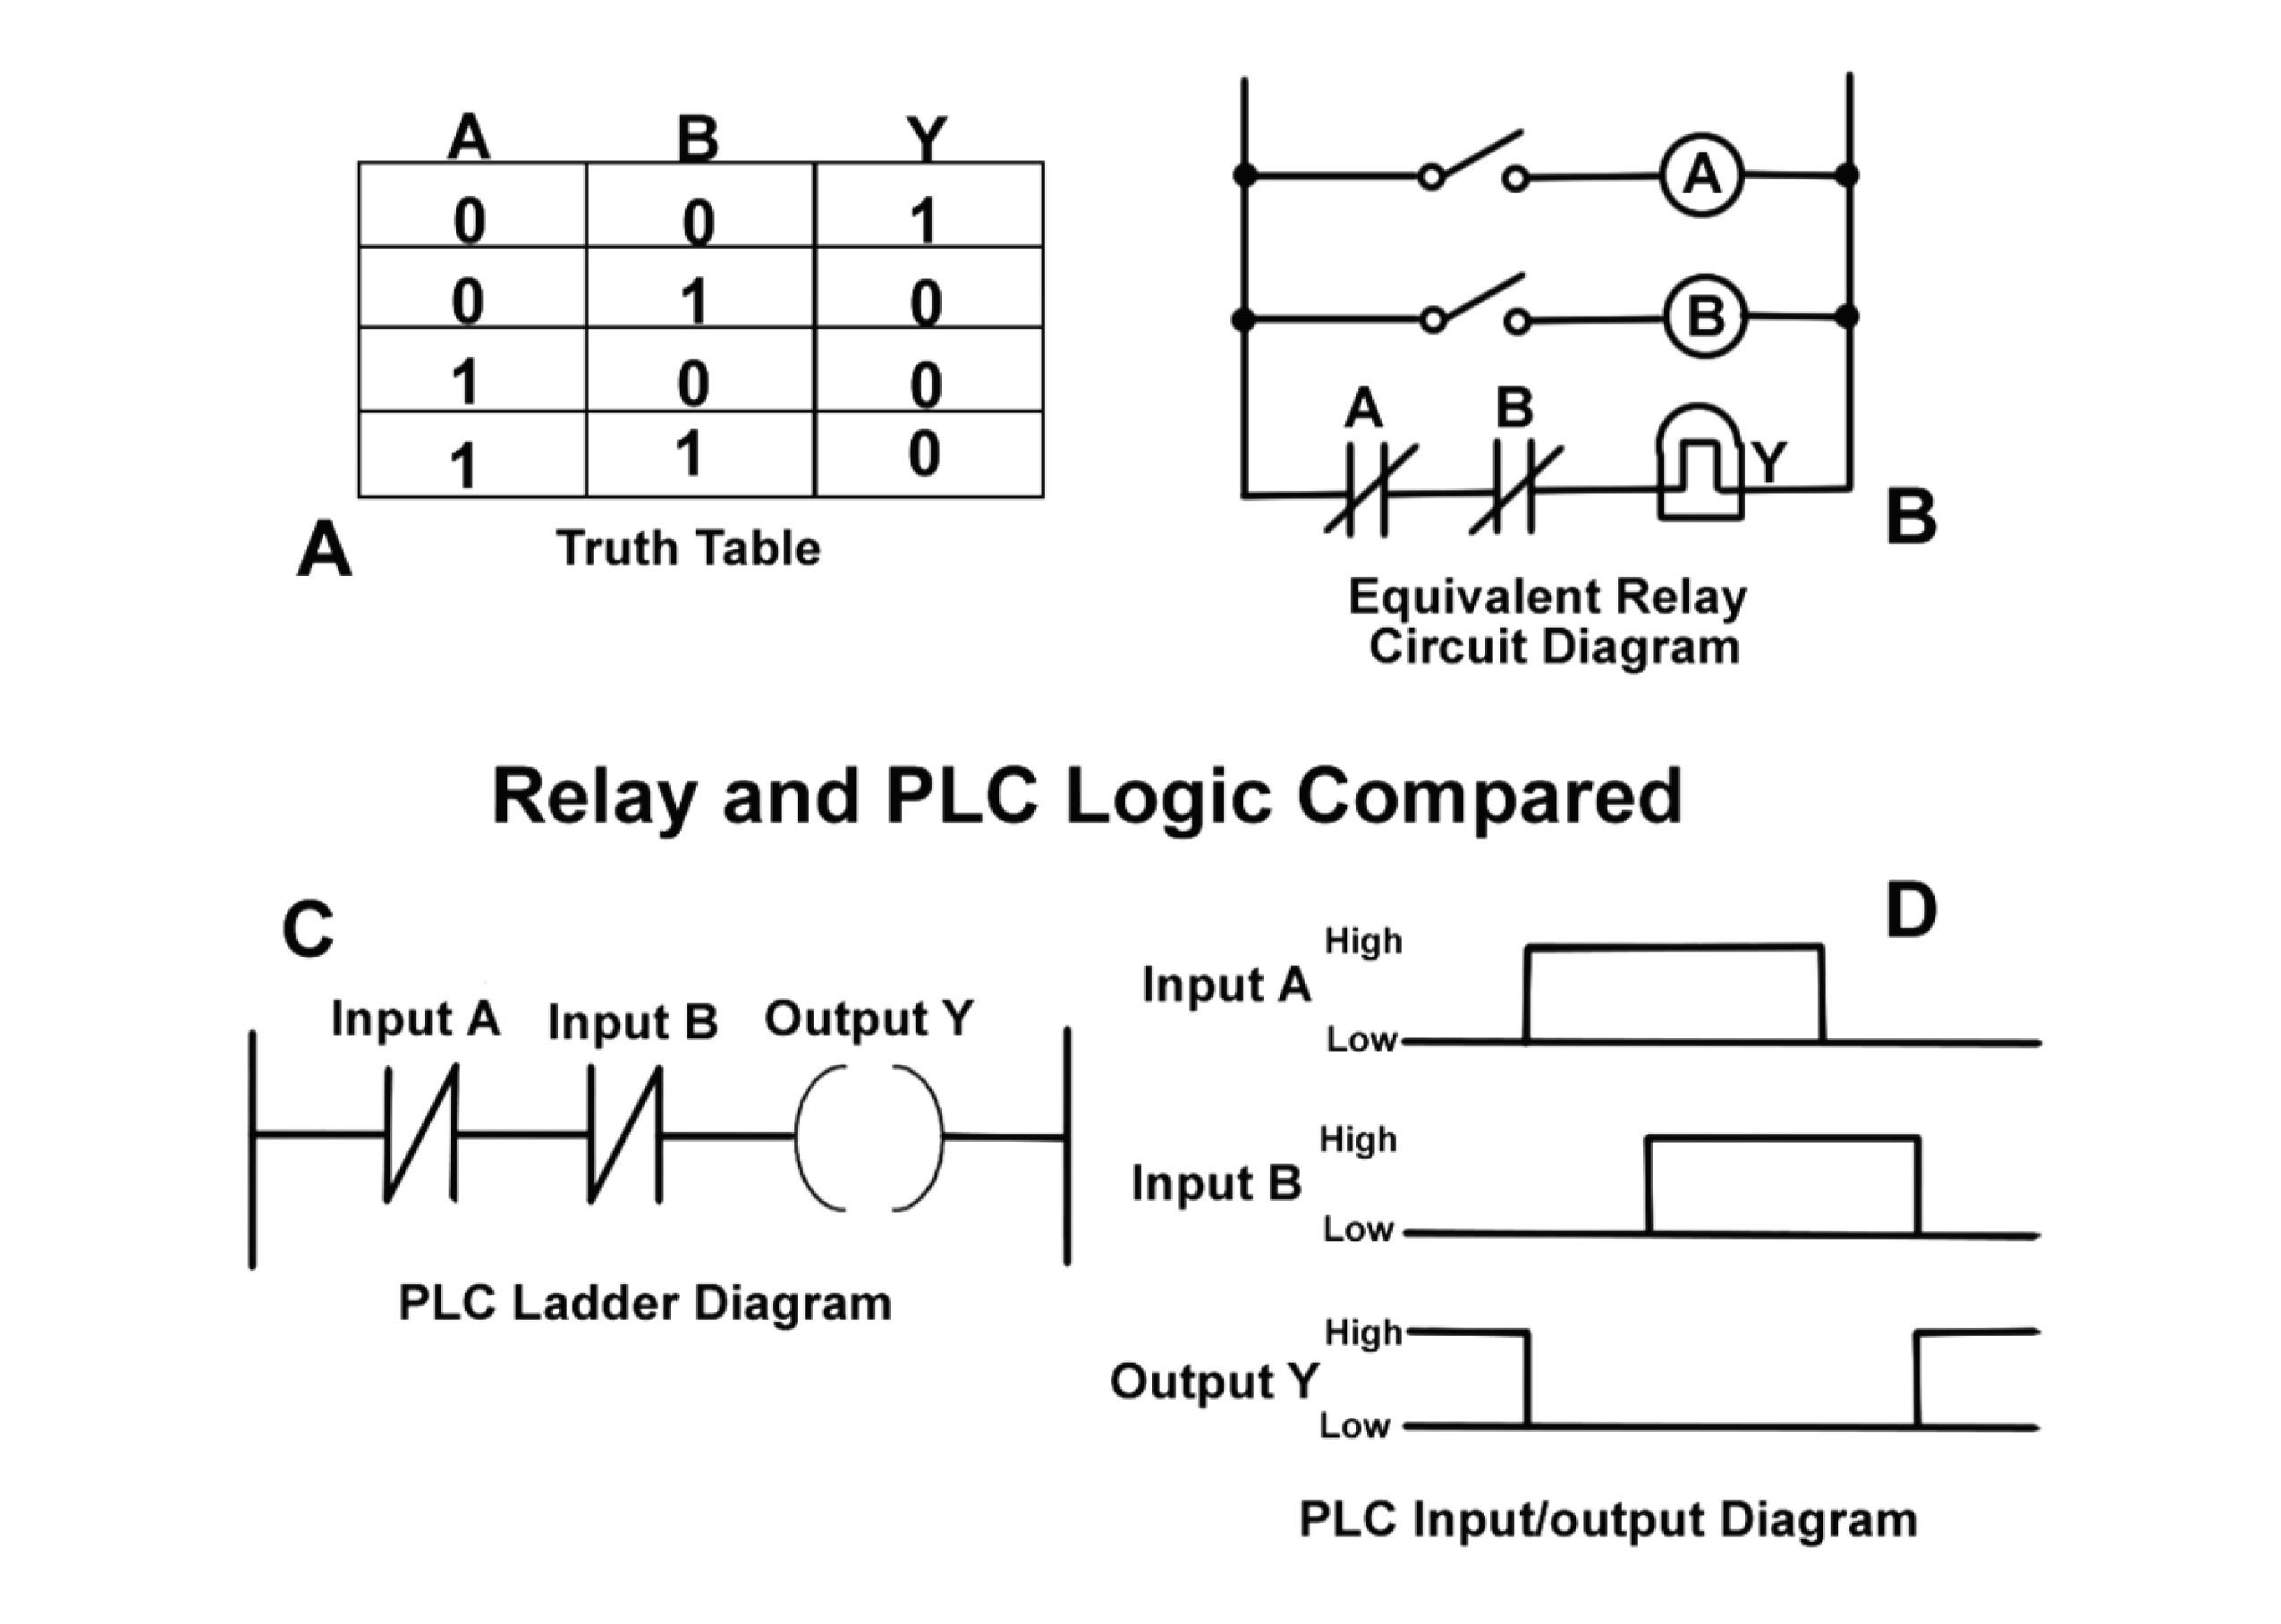 A B Y
0 0 1
0 1 0
1 0 0
1 1 0
A
Truth Table
A
B
A B
Y
B
Equivalent Relay
Circuit Diagram
Relay and PLC Logic Compared
C
Input A Input B Output Y
PLC Ladder Diagram
D
High
Input A
Low
High
Input B
Low
High
Output Y
Low
PLC Input/output Diagram